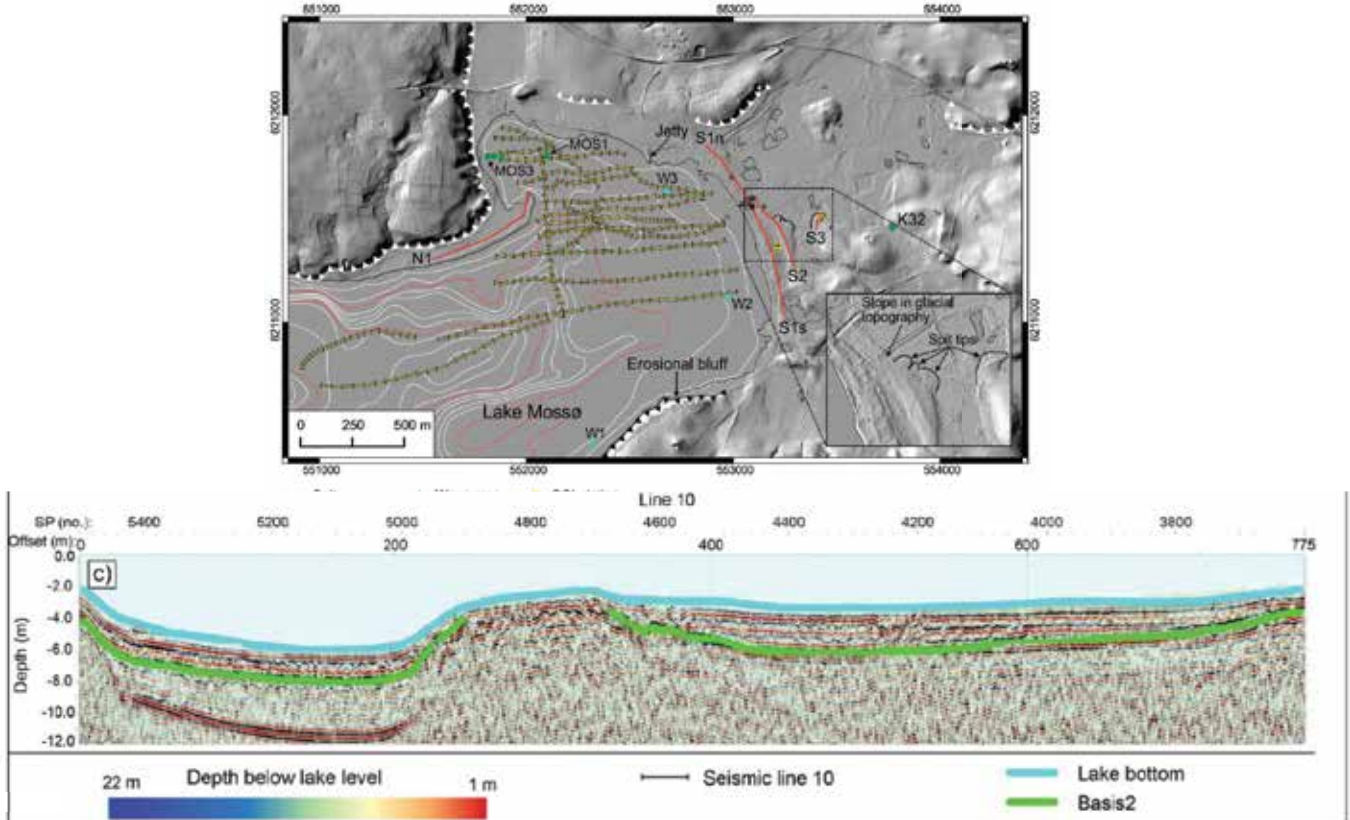 551000 552000 553000 554000
6212000 6212000
Jetty S1n
MOS1
MOS3
W3
K32
S3
N1
S2
W2
6211000 6211000
S1s
Slope in glacial
topography
Spit tips
Erosional bluff
Lake Mossø
0 250 500 m
W1
551000 552000 553000 554000
Line 10
SP (no.): 5400 5200 5000 4800 4600 4400 4200 4000 3800
Offset (m): 0 200 400 600 775
0.0
c)
-2.0
-4.0
-6.0
-8.0
-10.0
-12.0
Depth (m)
22 m Depth below lake level 1 m
Seismic line 10
Lake bottom
Basis2